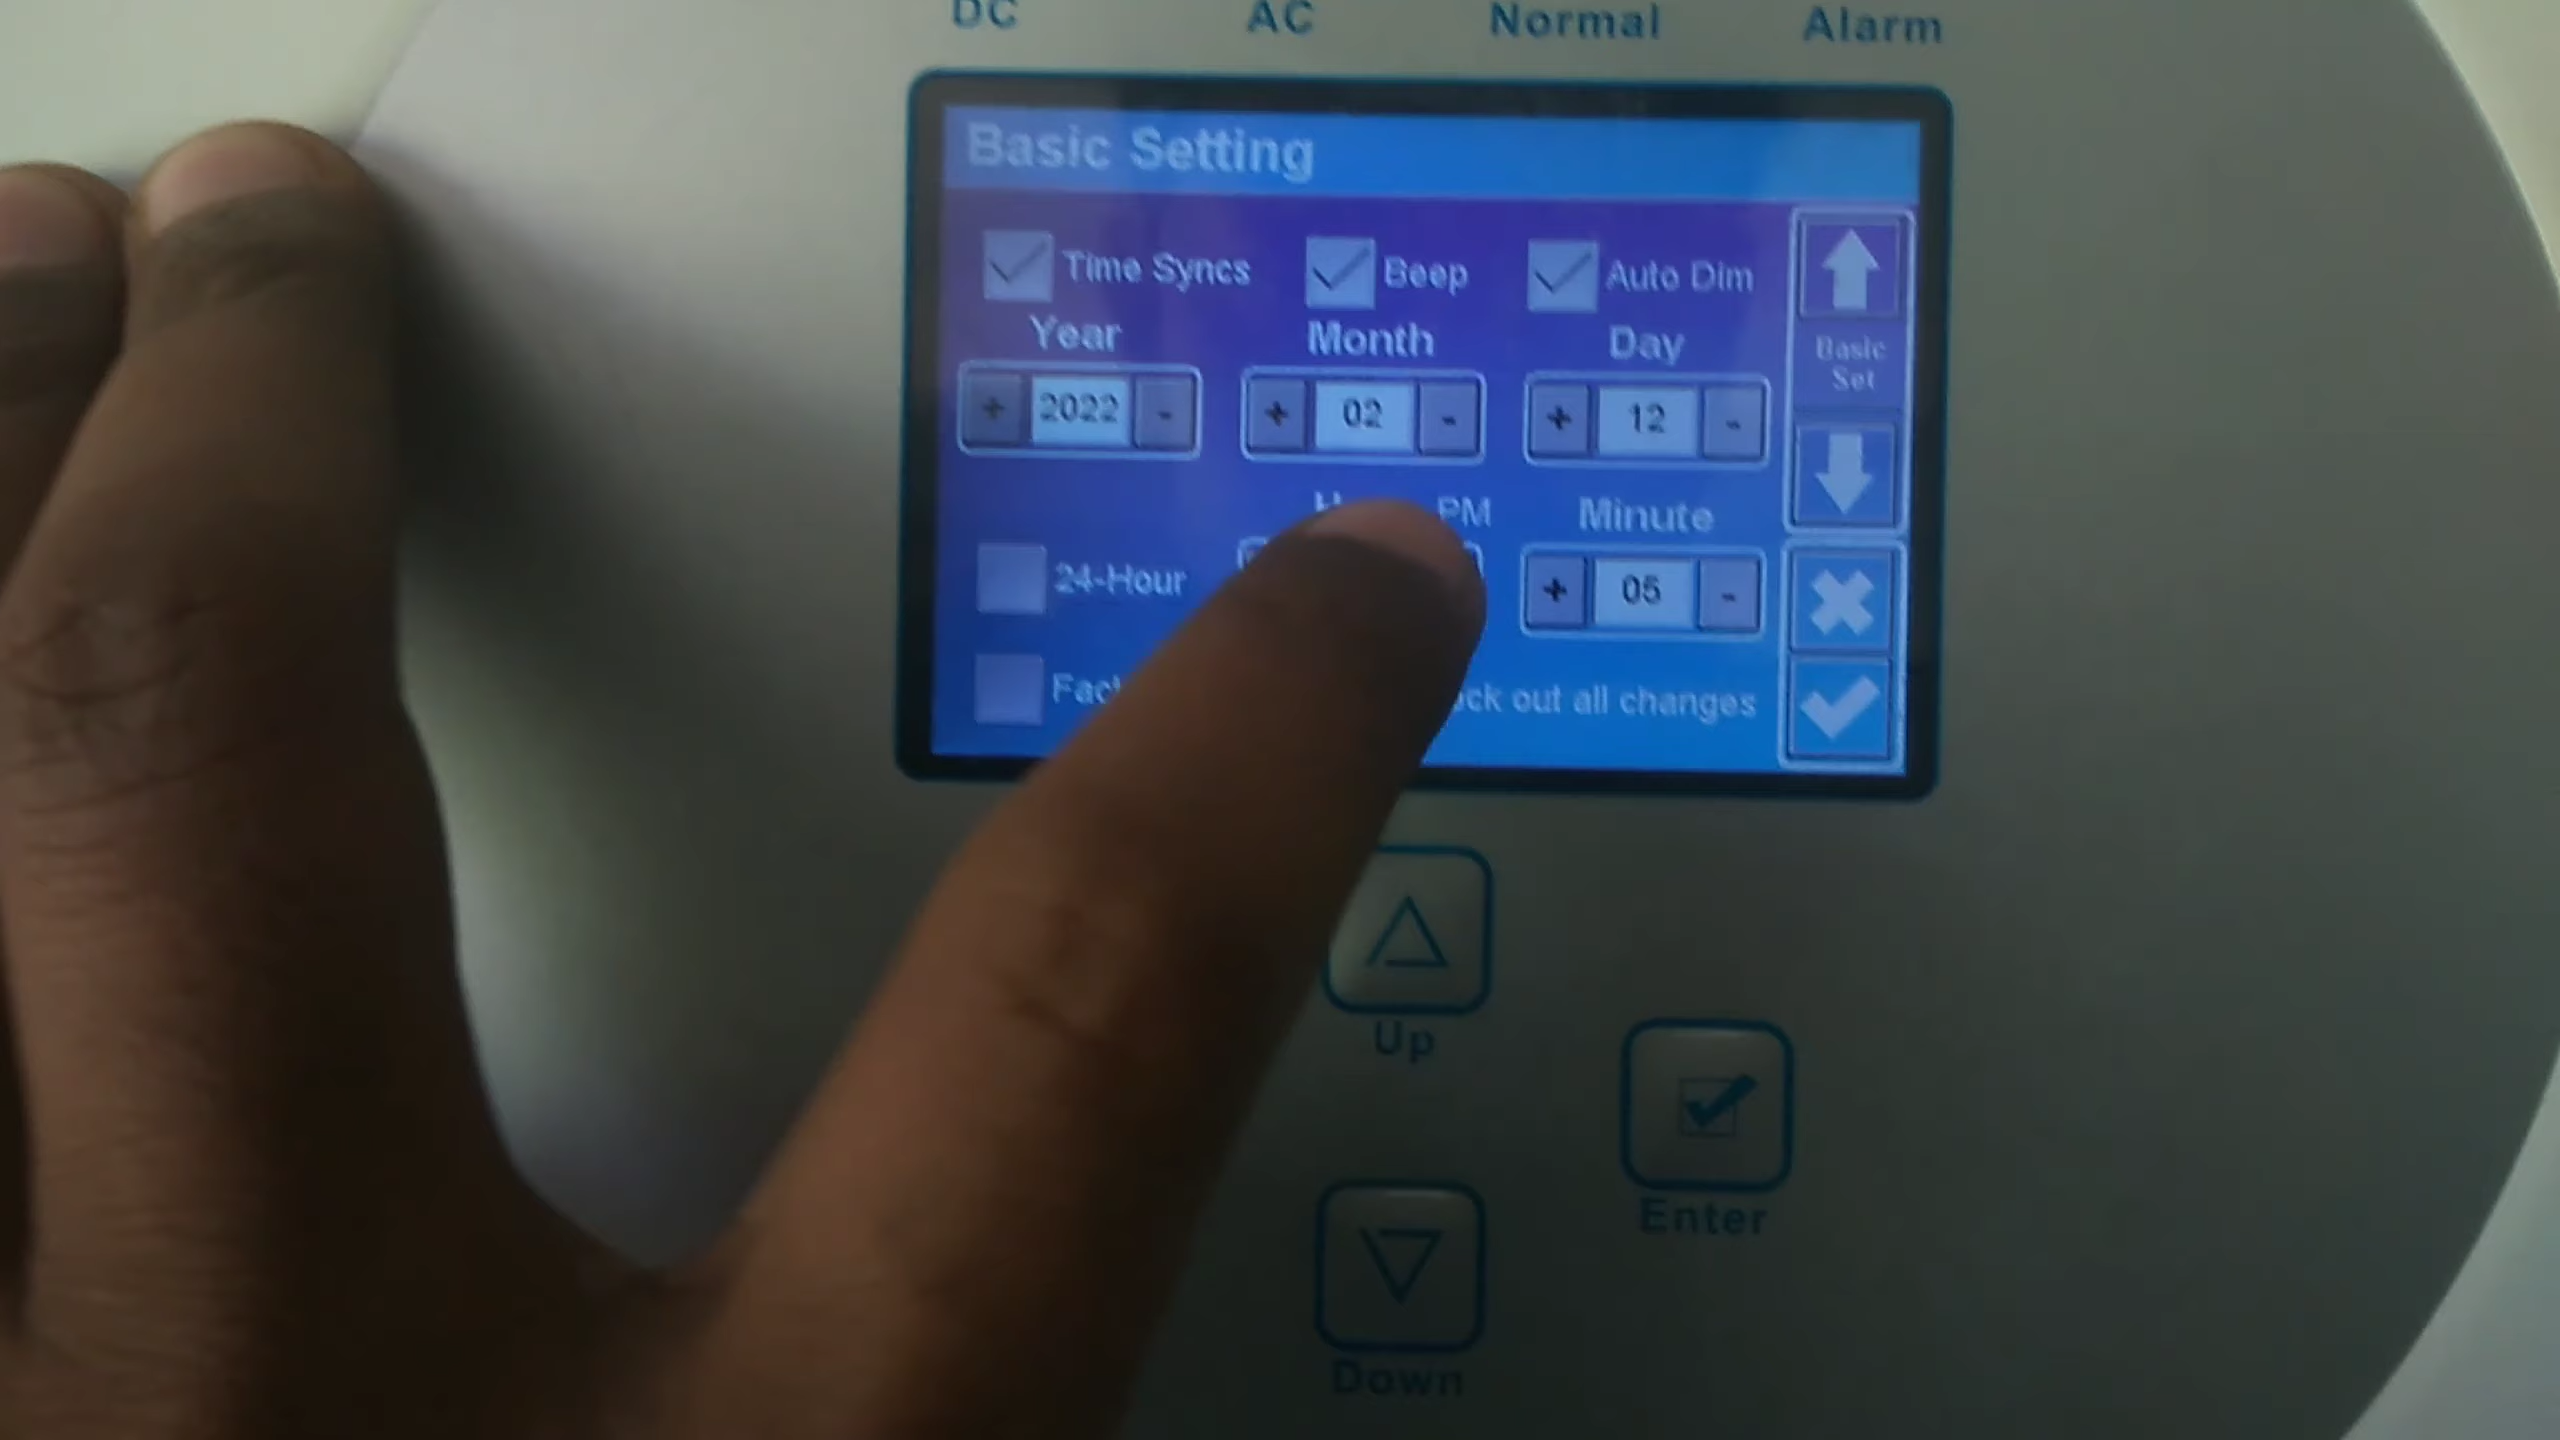 DC AC Normal Alarm
Basic Setting
Time Syncs Beep Auto Dim
Year Month Day
Basic Set
+ 2022 - + 02 - + 12 -
PM Minute
24-Hour + 05 -
out all changes
Up
Enter
Down